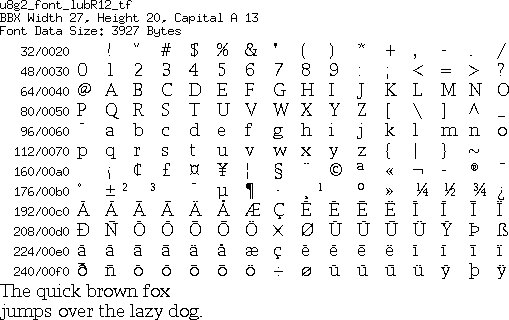 u8g2_font_lubR12_tf
BBX Width 27, Height 20, Capital A 13
Font Data Size: 3927 Bytes
32/0020 ! " # $ % & ' ( ) * + , - . /
48/0030 0 1 2 3 4 5 6 7 8 9 : ; < = > ?
64/0040 @ A B C D E F G H I J K L M N O
80/0050 P Q R S T U V W X Y Z [ \ ] ^ _
96/0060 ` a b c d e f g h i j k l m n o
112/0070 p q r s t u v w x y z { | } ~
160/00a0 ¡ ¢ £ ¤ ¥ ¦ § ¨ © ª « ¬ - ® ¯
176/00b0 ° ± ² ³ ´ µ ¶ · ¸ ¹ º » ¼ ½ ¾ ¿
192/00c0 À Á Â Ã Ä Å Æ Ç È É Ê Ë Ì Í Î Ï
208/00d0 Ð Ñ Ò Ó Ô Õ Ö × Ø Ù Ú Û Ü Ý Þ ß
224/00e0 à á â ã ä å æ ç è é ê ë ì í î ï
240/00f0 ð ñ ò ó ô õ ö ÷ ø ù ú û ü ý þ ÿ
The quick brown fox
jumps over the lazy dog.